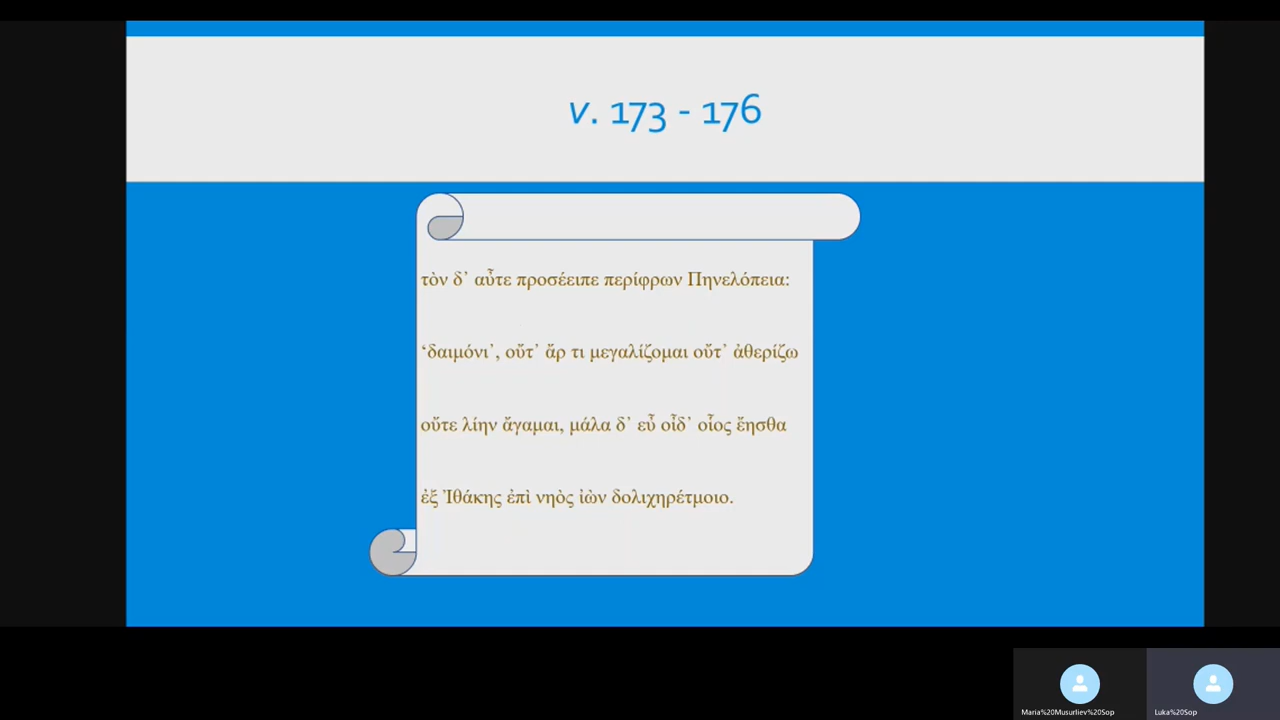 v. 173 - 176
τὸν δ᾽ αὖτε προσέειπε περίφρων Πηνελόπεια:
‘δαιμόνι᾽, οὔτ᾽ ἄρ τι μεγαλίζομαι οὔτ᾽ ἀθερίζω
οὔτε λίην ἄγαμαι, μάλα δ᾽ εὖ οἶδ᾽ οἷος ἔησθα
ἐξ Ἰθάκης ἐπὶ νηὸς ἰὼν δολιχηρέτμοιο.
Maria%20Musurliev%20Sop
Luka%20Sop